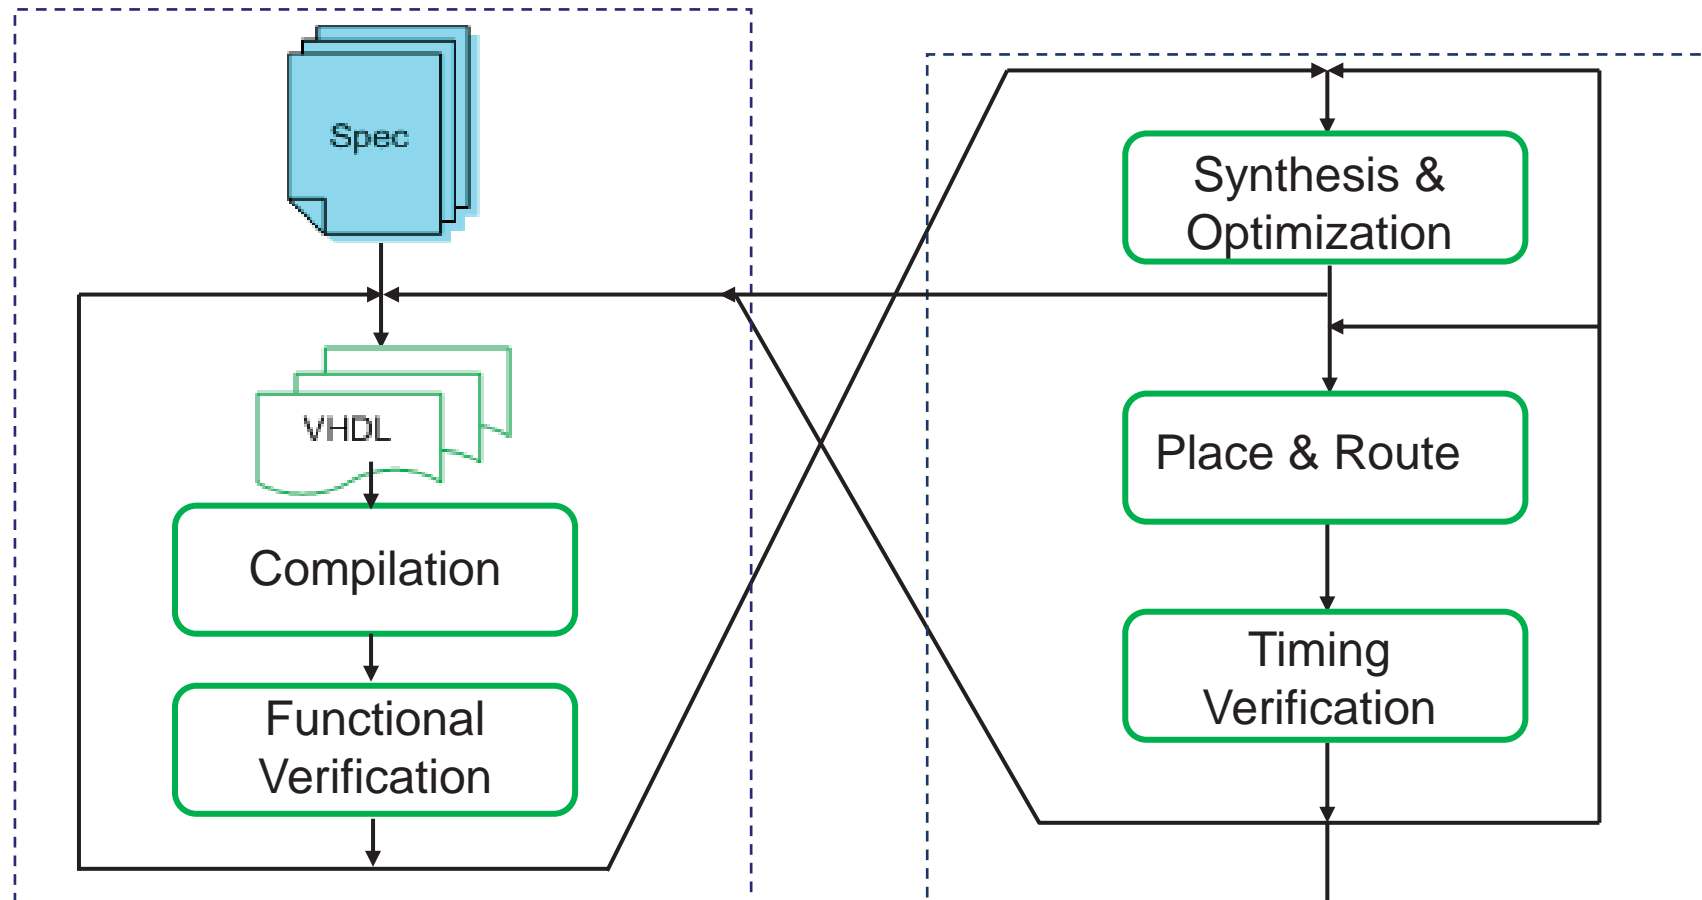 Spec
VHDL
Compilation
Functional
Verification
Synthesis &
Optimization
Place & Route
Timing
Verification